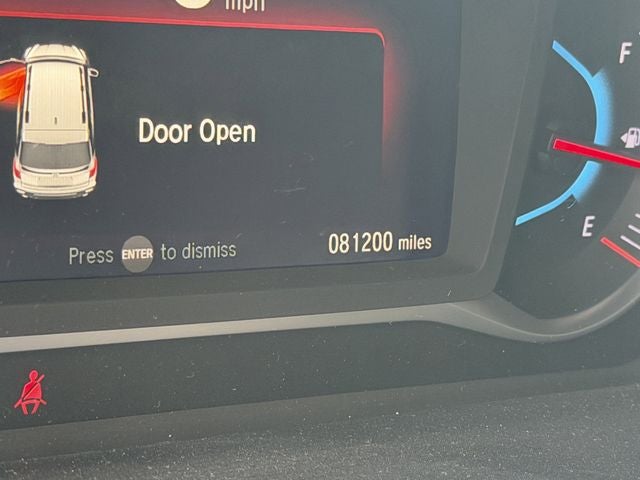 mph
Door Open
Press ENTER to dismiss
081200 miles
F
E